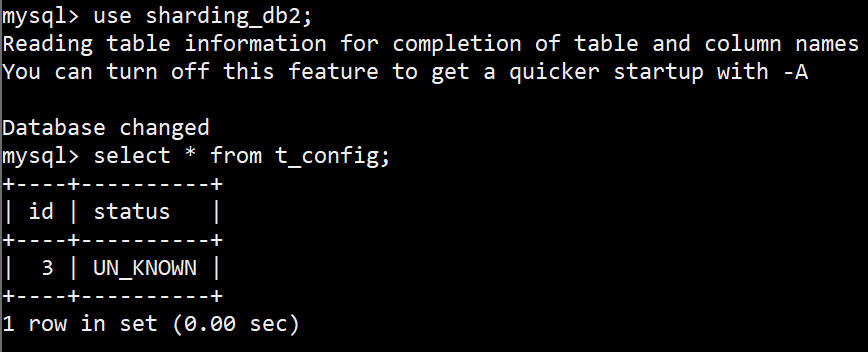 mysql> use sharding_db2;
Reading table information for completion of table and column names
You can turn off this feature to get a quicker startup with -A

Database changed
mysql> select * from t_config;
+----+----------+
| id | status   |
+----+----------+
|  3 | UN_KNOWN |
+----+----------+
1 row in set (0.00 sec)